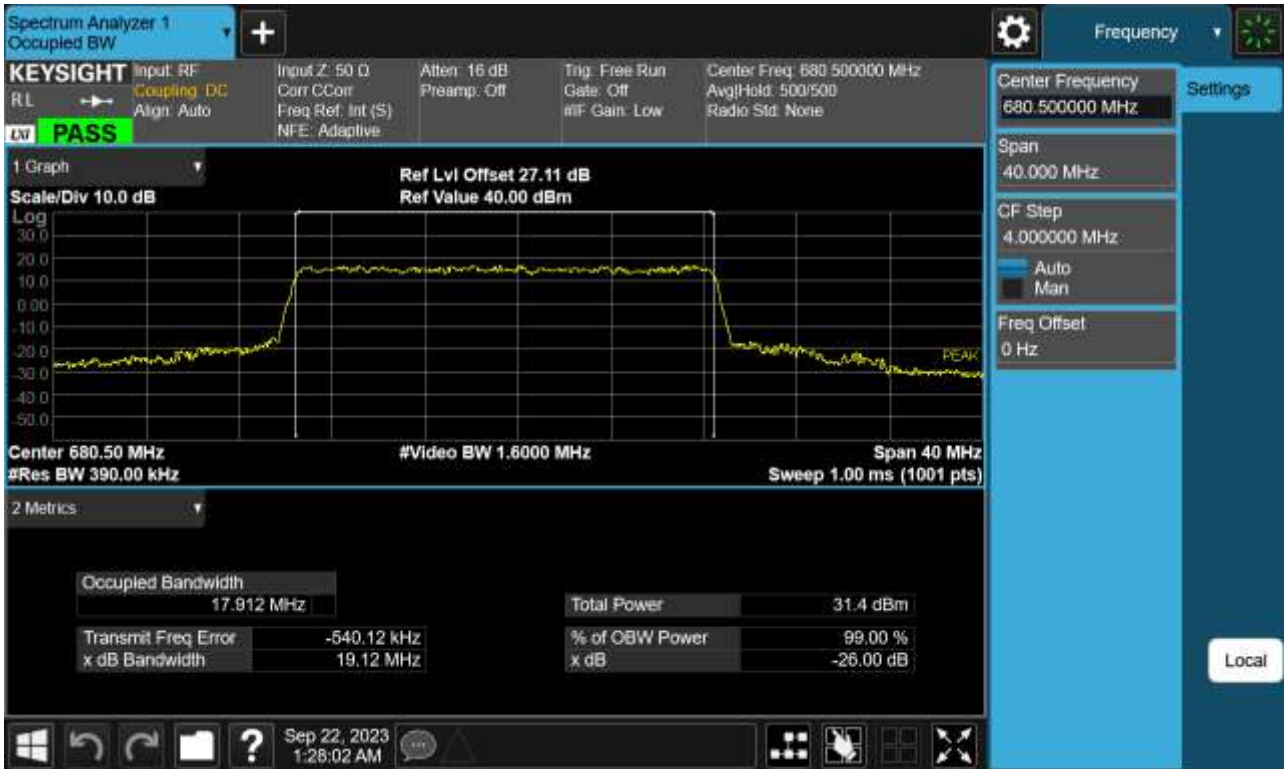 Spectrum Analyzer 1
Occupied BW
+
Frequency
KEYSIGHT
RL
LXI
PASS
Input: RF
Coupling: DC
Align: Auto
Input Z: 50 Ω
Corr CCorr
Freq Ref: Int (S)
NFE: Adaptive
Atten: 16 dB
Preamp: Off
Trig: Free Run
Gate: Off
#IF Gain: Low
Center Freq: 680.500000 MHz
Avg|Hold: 500/500
Radio Std: None
1 Graph
Scale/Div 10.0 dB
Ref Lvl Offset 27.11 dB
Ref Value 40.00 dBm
Log
30.0
20.0
10.0
0.00
-10.0
-20.0
-30.0
-40.0
-50.0
PEAK
Center 680.50 MHz
#Video BW 1.6000 MHz
Span 40 MHz
#Res BW 390.00 kHz
Sweep 1.00 ms (1001 pts)
2 Metrics
Occupied Bandwidth
17.912 MHz
Total Power 31.4 dBm
Transmit Freq Error -540.12 kHz
% of OBW Power 99.00 %
x dB Bandwidth 19.12 MHz
x dB -26.00 dB
Center Frequency
680.500000 MHz
Settings
Span
40.000 MHz
CF Step
4.000000 MHz
Auto
Man
Freq Offset
0 Hz
Local
?
Sep 22, 2023
1:28:02 AM